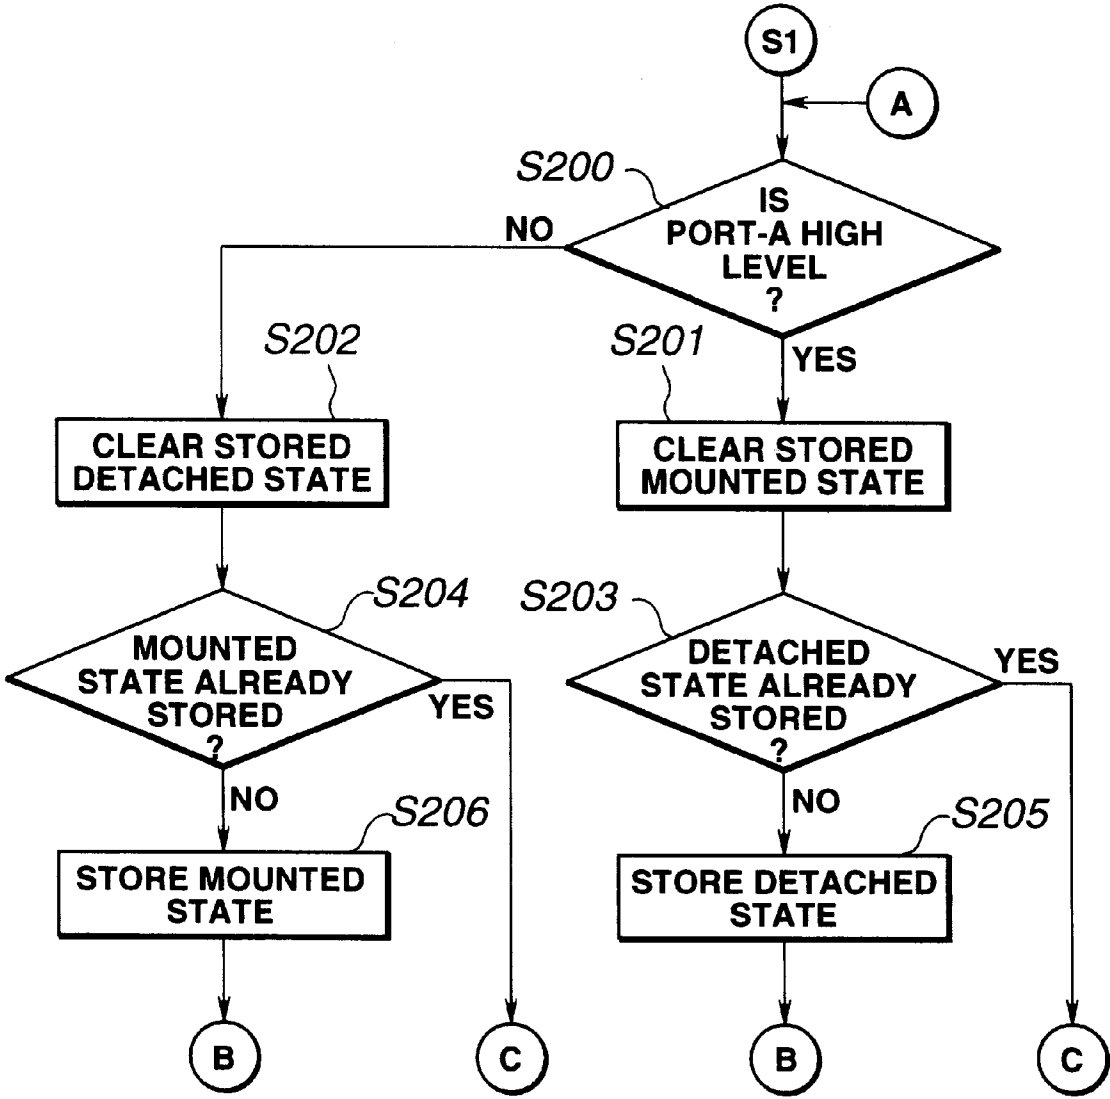 S1
A
S200
IS
PORT-A HIGH
LEVEL
?
NO
YES
S202
CLEAR STORED
DETACHED STATE
S201
CLEAR STORED
MOUNTED STATE
S204
MOUNTED
STATE ALREADY
STORED
?
YES
NO
S203
DETACHED
STATE ALREADY
STORED
?
YES
NO
S206
STORE MOUNTED
STATE
S205
STORE DETACHED
STATE
B
C
B
C